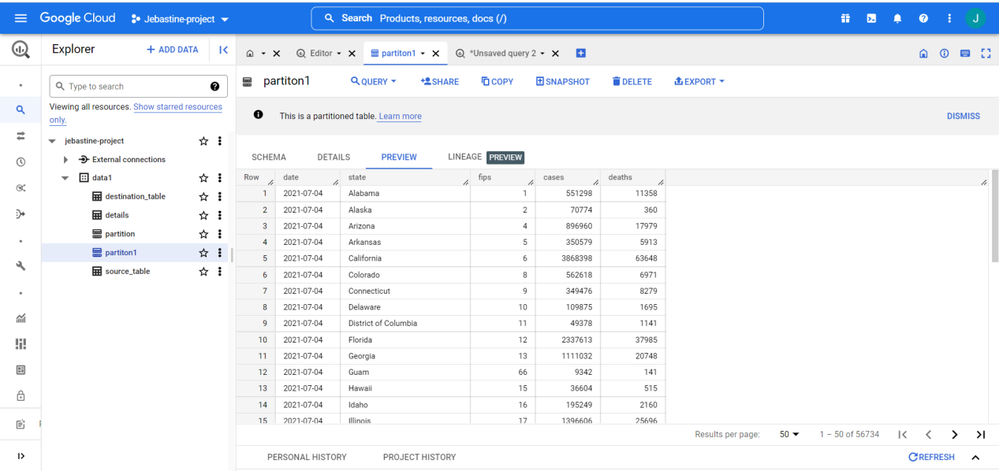 Google Cloud Jebastine-project Search Products, resources, docs (/) J
Explorer + ADD DATA
Editor partiton1 *Unsaved query 2
Type to search
Viewing all resources. Show starred resources
only.
jebastine-project
External connections
data1
destination_table
details
partition
partiton1
source_table
partiton1 QUERY SHARE COPY SNAPSHOT DELETE EXPORT
This is a partitioned table. Learn more DISMISS
SCHEMA DETAILS PREVIEW LINEAGE PREVIEW
Row date state fips cases deaths
1 2021-07-04 Alabama 1 551298 11358
2 2021-07-04 Alaska 2 70774 360
3 2021-07-04 Arizona 4 896960 17979
4 2021-07-04 Arkansas 5 350579 5913
5 2021-07-04 California 6 3868398 63648
6 2021-07-04 Colorado 8 562618 6971
7 2021-07-04 Connecticut 9 349476 8279
8 2021-07-04 Delaware 10 109875 1695
9 2021-07-04 District of Columbia 11 49378 1141
10 2021-07-04 Florida 12 2337613 37985
11 2021-07-04 Georgia 13 1111032 20748
12 2021-07-04 Guam 66 9342 141
13 2021-07-04 Hawaii 15 36604 515
14 2021-07-04 Idaho 16 195249 2160
15 2021-07-04 Illinois 17 1396606 25696
Results per page: 50 1 – 50 of 56734
PERSONAL HISTORY PROJECT HISTORY REFRESH